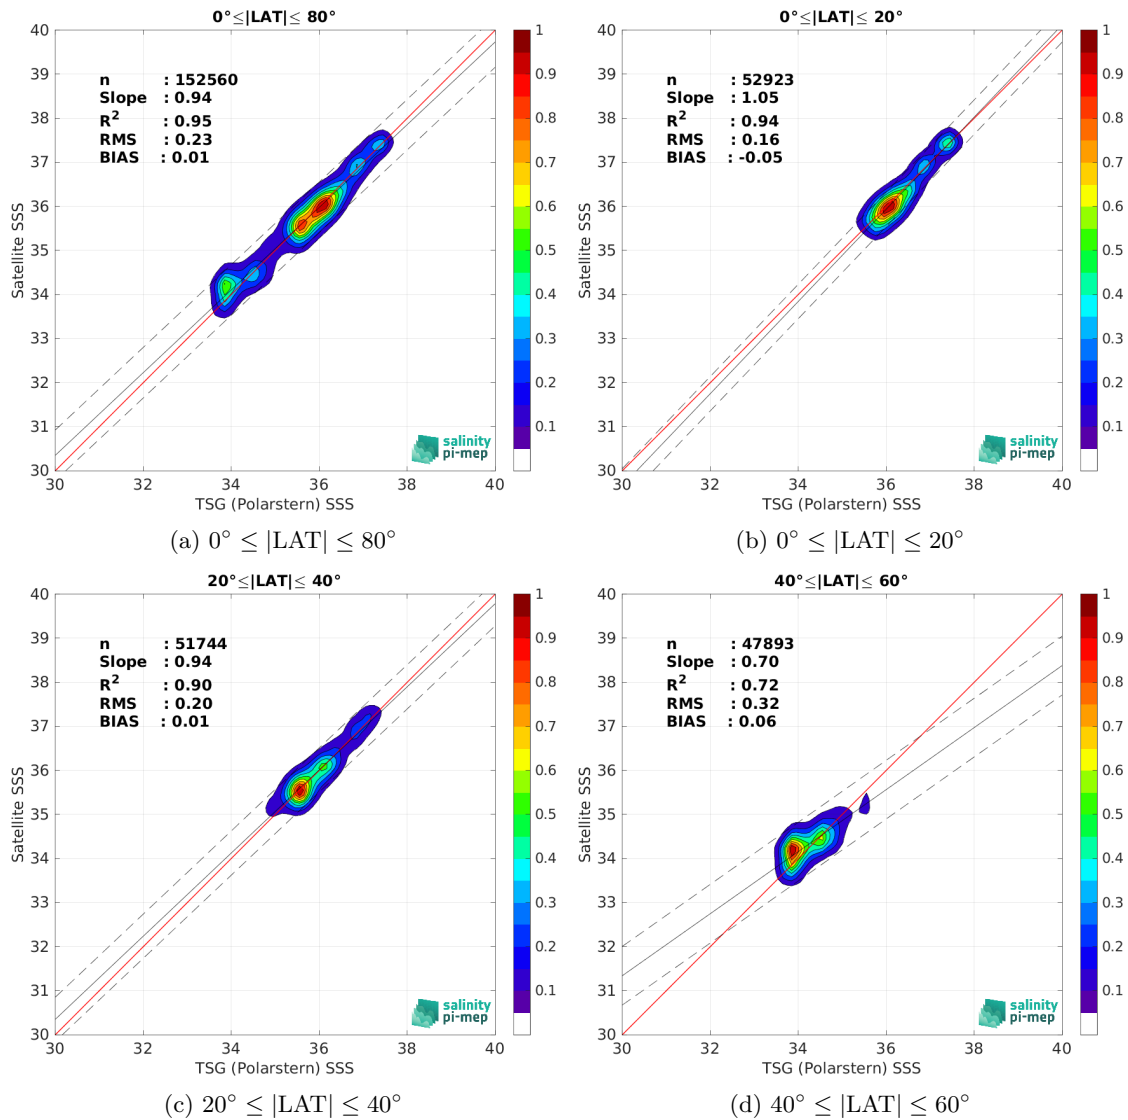 0°≤|LAT|≤ 80°
40
39
38
37
36
35
34
33
32
31
30
Satellite SSS
n : 152560
Slope : 0.94
R2 : 0.95
RMS : 0.23
BIAS : 0.01
1
0.9
0.8
0.7
0.6
0.5
0.4
0.3
0.2
0.1
salinity
pi-mep
30 32 34 36 38 40
TSG (Polarstern) SSS
(a) 0° ≤ |LAT| ≤ 80°
0°≤|LAT|≤ 20°
40
39
38
37
36
35
34
33
32
31
30
Satellite SSS
n : 52923
Slope : 1.05
R2 : 0.94
RMS : 0.16
BIAS : -0.05
1
0.9
0.8
0.7
0.6
0.5
0.4
0.3
0.2
0.1
salinity
pi-mep
30 32 34 36 38 40
TSG (Polarstern) SSS
(b) 0° ≤ |LAT| ≤ 20°
20°≤|LAT|≤ 40°
40
39
38
37
36
35
34
33
32
31
30
Satellite SSS
n : 51744
Slope : 0.94
R2 : 0.90
RMS : 0.20
BIAS : 0.01
1
0.9
0.8
0.7
0.6
0.5
0.4
0.3
0.2
0.1
salinity
pi-mep
30 32 34 36 38 40
TSG (Polarstern) SSS
(c) 20° ≤ |LAT| ≤ 40°
40°≤|LAT|≤ 60°
40
39
38
37
36
35
34
33
32
31
30
Satellite SSS
n : 47893
Slope : 0.70
R2 : 0.72
RMS : 0.32
BIAS : 0.06
1
0.9
0.8
0.7
0.6
0.5
0.4
0.3
0.2
0.1
salinity
pi-mep
30 32 34 36 38 40
TSG (Polarstern) SSS
(d) 40° ≤ |LAT| ≤ 60°